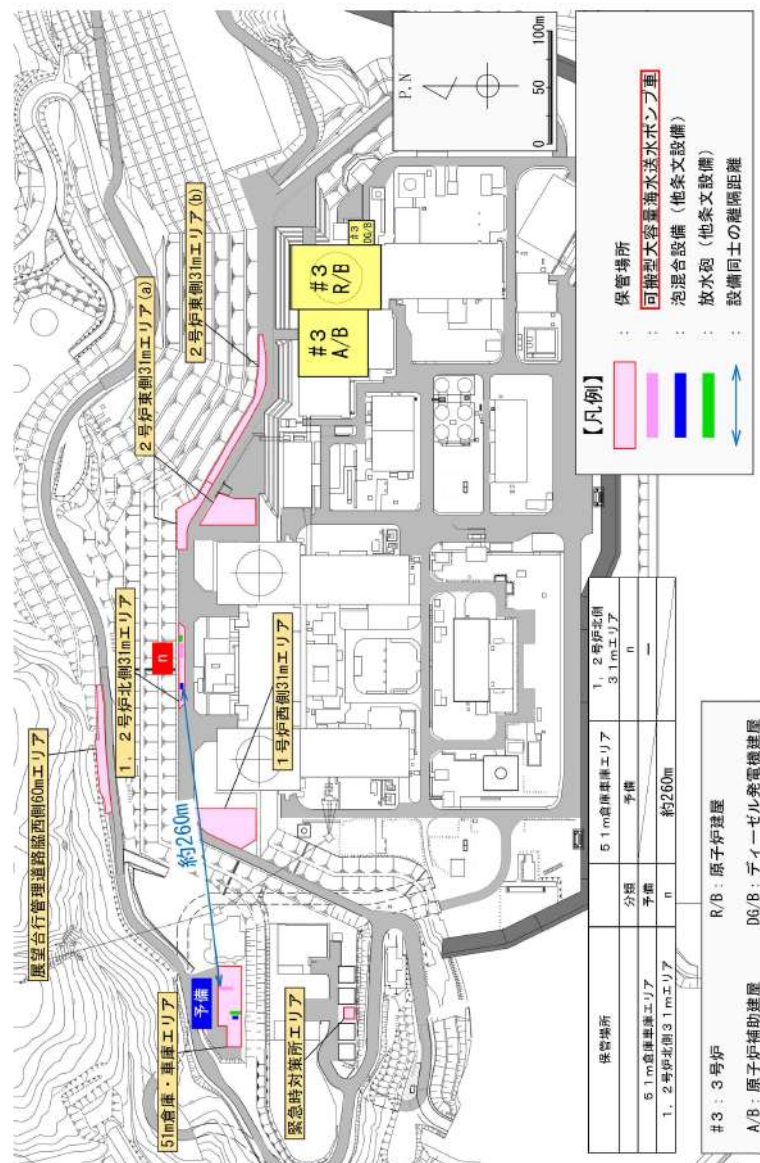 展望台行管理道路脇西側60mエリア
1，2号炉北側31mエリア
2号炉東側31mエリア(a)
2号炉東側31mエリア(b)
51m倉庫・車庫エリア
予備
n
約260m
1号炉西側31mエリア
緊急時対策所エリア
#3
A/B
#3
R/B
#3
DG/B
P.N
0 50 100m
【凡例】
： 保管場所
： 可搬型大容量海水送水ポンプ車
： 泡混合設備（他条文設備）
： 放水砲（他条文設備）
： 設備同士の離隔距離
保管場所 51m倉庫車庫エリア 1，2号炉北側31mエリア
分類 予備 n
51m倉庫車庫エリア 予備 ―
1，2号炉北側31mエリア n 約260m
#3：3号炉 R/B：原子炉建屋
A/B：原子炉補助建屋 DG/B：ディーゼル発電機建屋